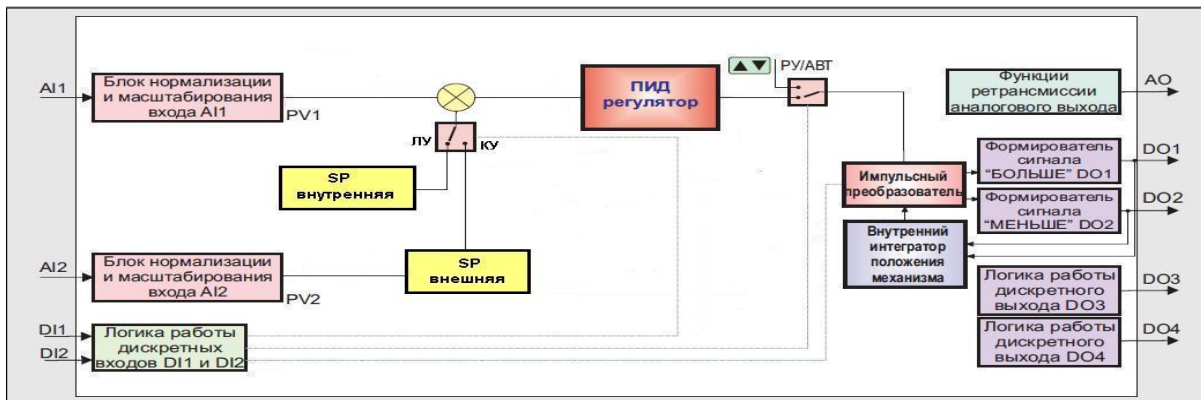 AI1
Блок нормализации
и масштабирования
входа AI1
PV1
ПИД
регулятор
РУ/АВТ
Функции
ретрансмиссии
аналогового выхода
AO
ЛУ
КУ
SP
внутренняя
Импульсный
преобразователь
Формирователь
сигнала
“БОЛЬШЕ” DO1
DO1
Формирователь
сигнала
“МЕНЬШЕ” DO2
DO2
Внутренний
интегратор
положения
механизма
AI2
Блок нормализации
и масштабирования
входа AI2
PV2
SP
внешняя
Логика работы
дискретного
выхода DO3
DO3
DI1
DI2
Логика работы
дискретных
входов DI1 и DI2
Логика работы
дискретного
выхода DO4
DO4